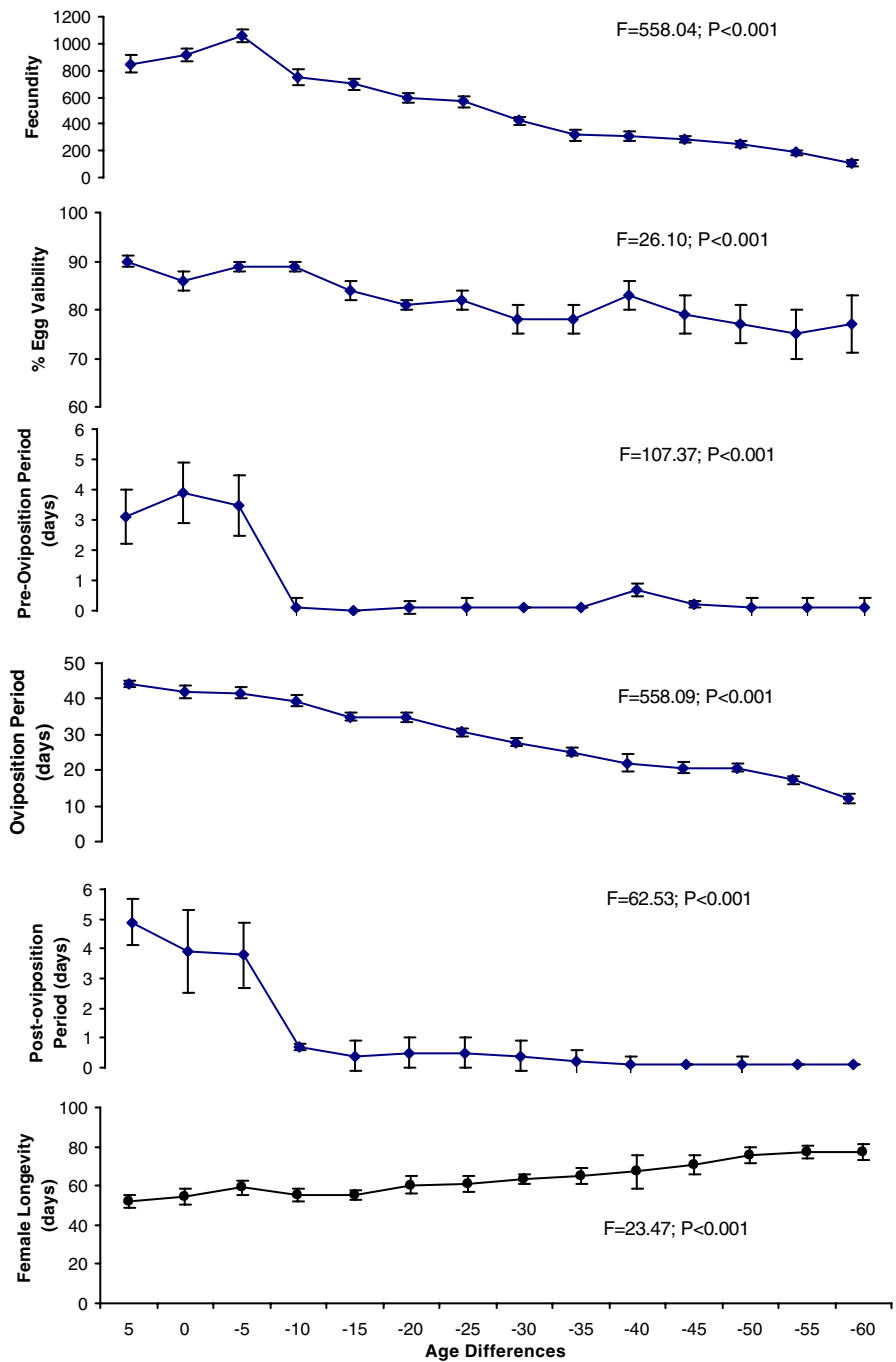 Fecundity
1200
1000
800
600
400
200
0
F=558.04; P<0.001
% Egg Vaibility
100
90
80
70
60
F=26.10; P<0.001
Pre-Oviposition Period
(days)
6
5
4
3
2
1
0
F=107.37; P<0.001
Oviposition Period
(days)
50
40
30
20
10
0
F=558.09; P<0.001
Post-oviposition
Period (days)
6
5
4
3
2
1
0
F=62.53; P<0.001
Female Longevity
(days)
100
80
60
40
20
0
F=23.47; P<0.001
5 0 -5 -10 -15 -20 -25 -30 -35 -40 -45 -50 -55 -60
Age Differences